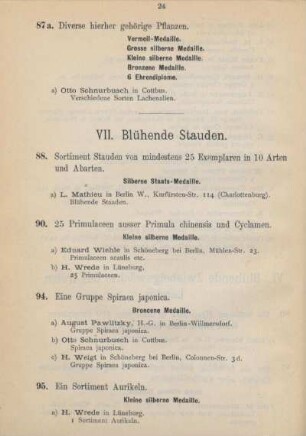 24
87a. Diverse hierher gehörige Pflanzen.
Vermeil-Medaille.
Grosse silberne Medaille.
Kleine silberne Medaille.
Broncene Medaille.
6 Ehrendiplome.
a) Otto Schnurbusch in Cottbus.
Verschiedene Sorten Lachenalien.
VII. Blühende Stauden.
88. Sortiment Stauden von mindestens 25 Exemplaren in 10 Arten
und Abarten.
Silberne Staats-Medaille.
a) L. Mathieu in Berlin W., Kurfürsten-Str. 114 (Charlottenburg).
Blühende Stauden.
90. 25 Primulaceen ausser Primula chinensis und Cyclamen.
Kleine silberne Medaille.
a) Eduard Wiehle in Schöneberg bei Berlin, Mühlen-Str. 23.
Primulaceen acaulis etc.
b) H. Wrede in Lüneburg.
25 Primulaceen.
94. Eine Gruppe Spiraea japonica.
Broncene Medaille.
a) August Pawlitzky, H.-G. in Berlin-Wilmersdorf.
Gruppe Spiraea japonica.
b) Otto Schnurbusch in Cottbus.
Spiraea japonica.
c) H. Weigt in Schöneberg bei Berlin, Colonnen-Str. 3d.
Gruppe Spiraea japonica.
95. Ein Sortiment Aurikeln.
Kleine silberne Medaille.
a) H. Wrede in Lüneburg.
1 Sortiment Aurikeln.